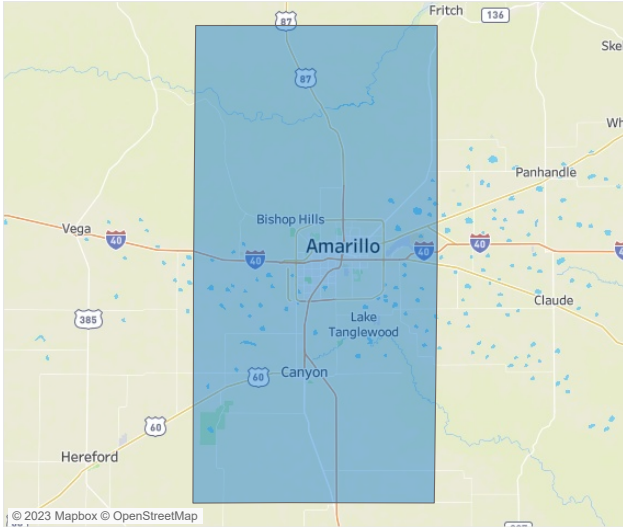 Fritch
87
136
Ske
87
Wh
Panhandle
Bishop Hills
Vega
40
Amarillo
40
40
40
Claude
385
Lake
Tanglewood
Canyon
60
60
Hereford
© 2023 Mapbox © OpenStreetMap